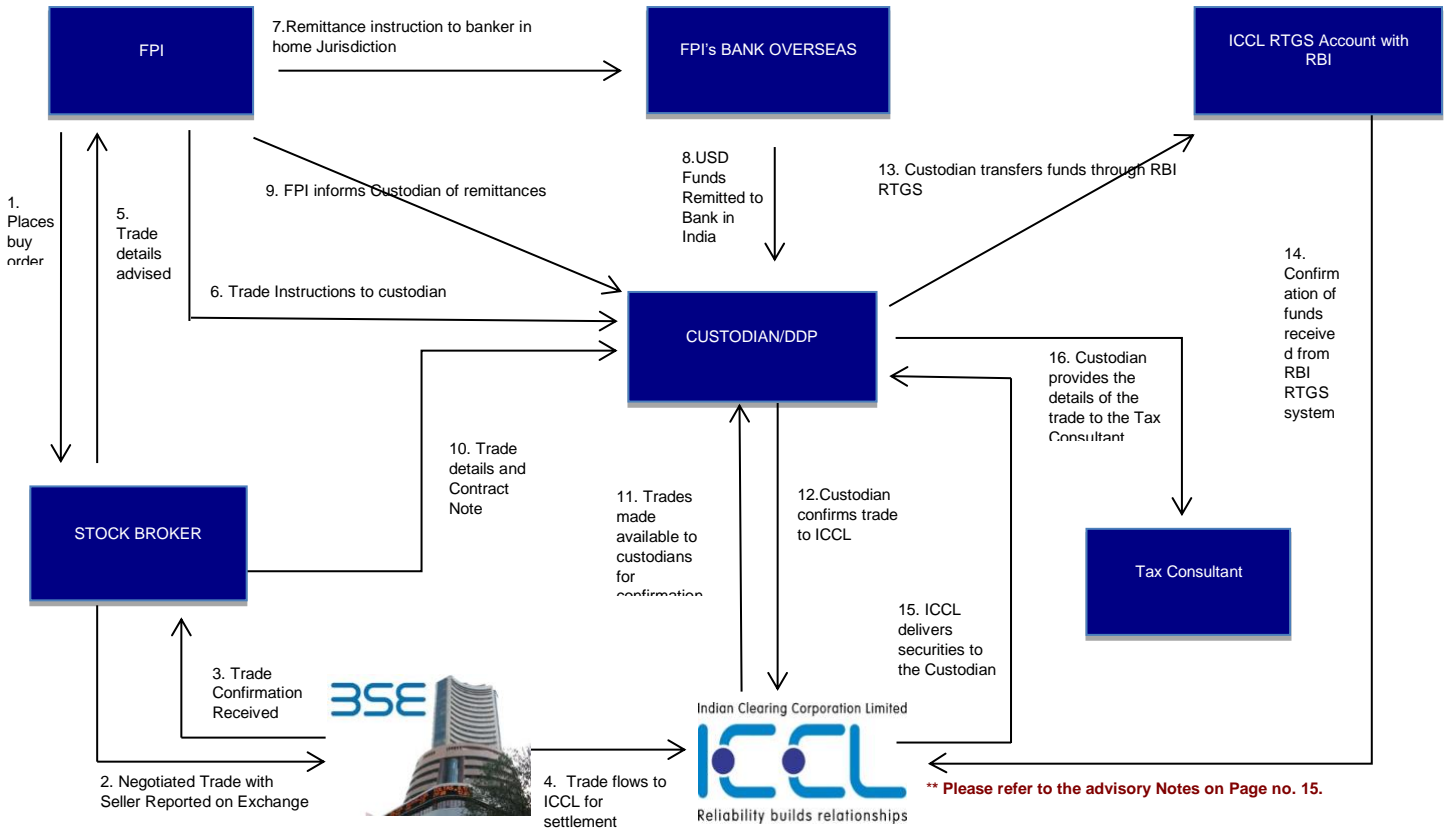 FPI
7.Remittance instruction to banker in
home Jurisdiction
FPI's BANK OVERSEAS
ICCL RTGS Account with
RBI
1.
Places
buy
order
5.
Trade
details
advised
9. FPI informs Custodian of remittances
8.USD
Funds
Remitted to
Bank in
India
13. Custodian transfers funds through RBI
RTGS
6. Trade Instructions to custodian
CUSTODIAN/DDP
14.
Confirm
ation of
funds
receive
d from
RBI
RTGS
system
16. Custodian
provides the
details of the
trade to the Tax
Consultant
10. Trade
details and
Contract
Note
11. Trades
made
available to
custodians
for
confirmation
12.Custodian
confirms trade
to ICCL
STOCK BROKER
Tax Consultant
15. ICCL
delivers
securities to
the Custodian
3. Trade
Confirmation
Received
BSE
Indian Clearing Corporation Limited
ICCL
Reliability builds relationships
2. Negotiated Trade with
Seller Reported on Exchange
4. Trade flows to
ICCL for
settlement
** Please refer to the advisory Notes on Page no. 15.